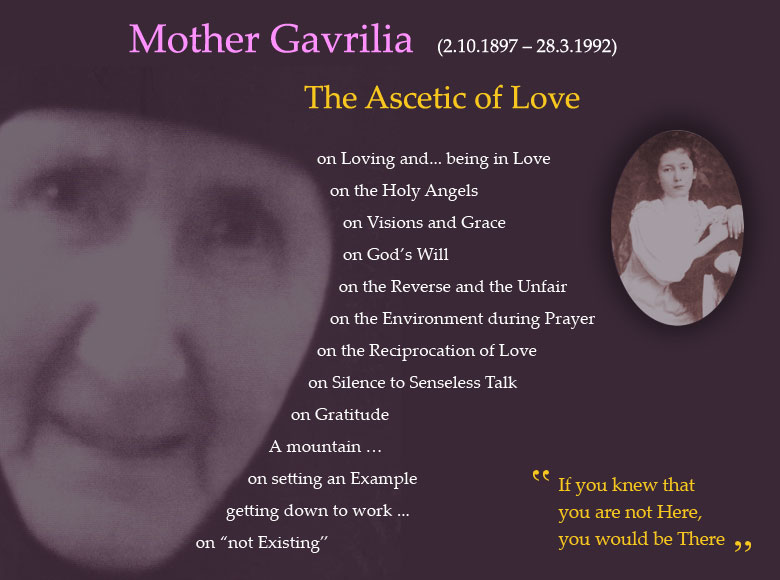 Mother Gavrilia (2.10.1897 – 28.3.1992)
The Ascetic of Love
on Loving and... being in Love
on the Holy Angels
on Visions and Grace
on God’s Will
on the Reverse and the Unfair
on the Environment during Prayer
on the Reciprocation of Love
on Silence to Senseless Talk
on Gratitude
A mountain …
on setting an Example
getting down to work ...
on “not Existing”
‟ If you knew that
you are not Here,
you would be There „